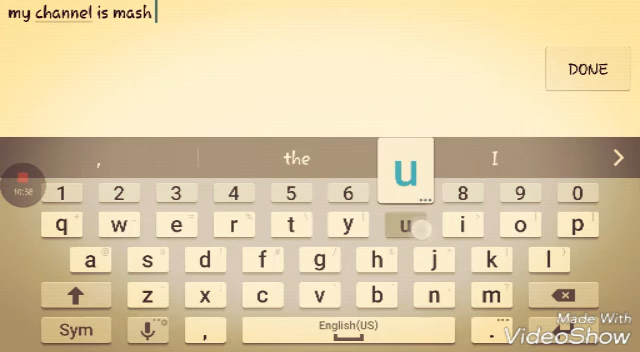 my channel is mash
DONE
, the u I >
10:38
1 2 3 4 5 6 8 9 0
q w e r t y u i o p
a s d f g h j k l
z x c v b n m
Sym , English(US) .
Made With
VideoShow